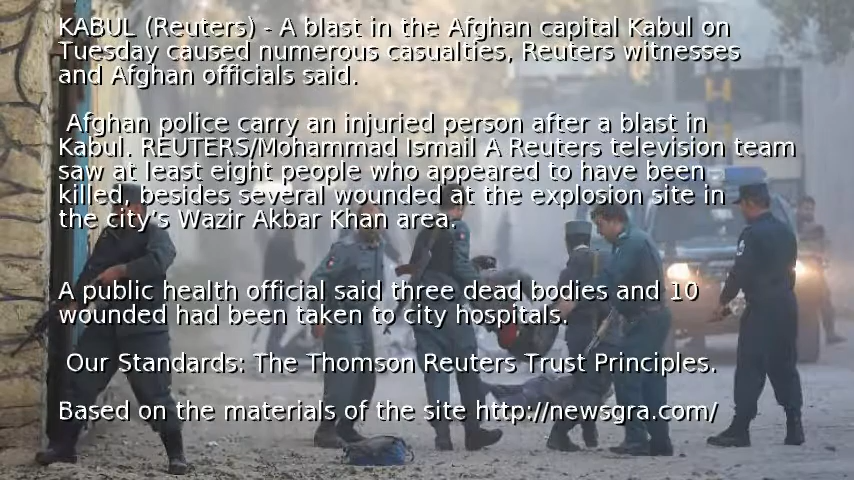 KABUL (Reuters) - A blast in the Afghan capital Kabul on
Tuesday caused numerous casualties, Reuters witnesses
and Afghan officials said.
Afghan police carry an injuried person after a blast in
Kabul. REUTERS/Mohammad Ismail A Reuters television team
saw at least eight people who appeared to have been
killed, besides several wounded at the explosion site in
the city's Wazir Akbar Khan area.
A public health official said three dead bodies and 10
wounded had been taken to city hospitals.
Our Standards: The Thomson Reuters Trust Principles.
Based on the materials of the site http://newsgra.com/